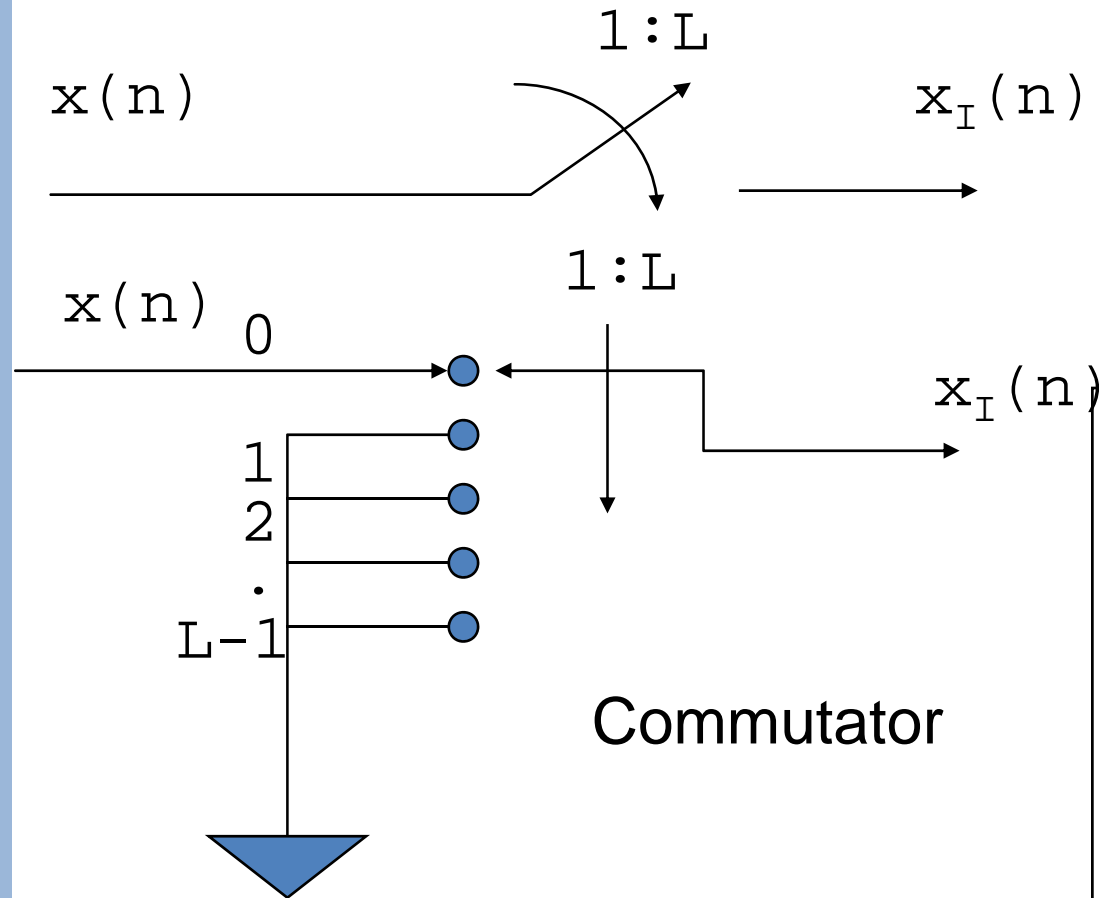 1:L
x(n)
x_I(n)
1:L
x(n)
0
x_I(n)
1
2
.
L-1
Commutator